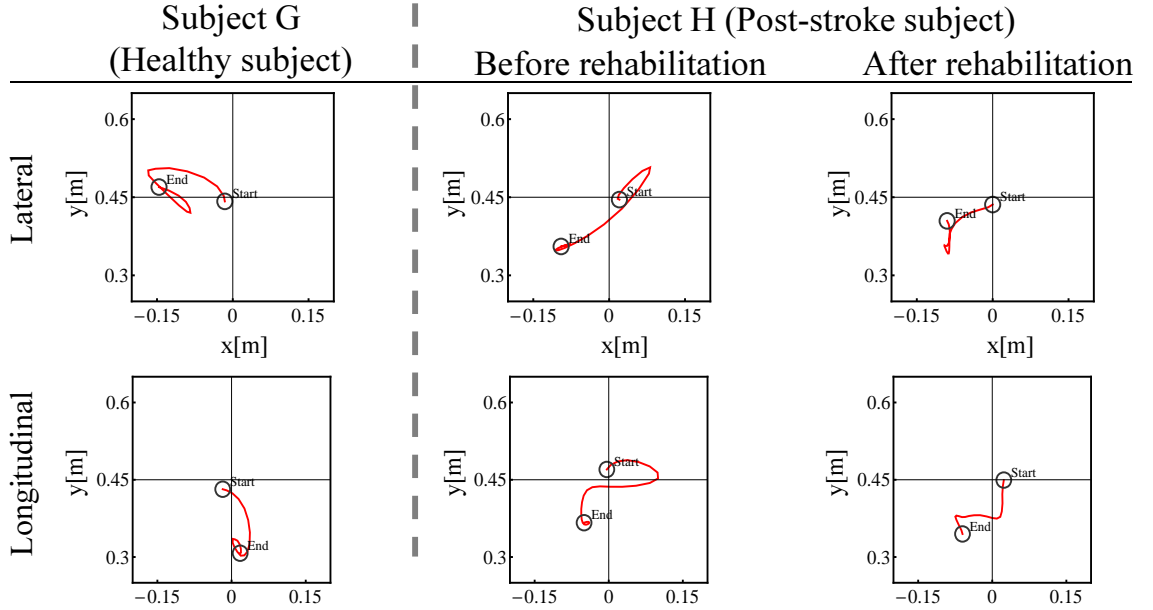 Subject G
(Healthy subject)
Subject H (Post-stroke subject)
Before rehabilitation
After rehabilitation
Lateral
y[m]
0.6
0.45
0.3
−0.15
0
0.15
x[m]
Start
End
y[m]
0.6
0.45
0.3
−0.15
0
0.15
x[m]
Start
End
y[m]
0.6
0.45
0.3
−0.15
0
0.15
x[m]
Start
End
Longitudinal
y[m]
0.6
0.45
0.3
−0.15
0
0.15
Start
End
y[m]
0.6
0.45
0.3
−0.15
0
0.15
Start
End
y[m]
0.6
0.45
0.3
−0.15
0
0.15
Start
End